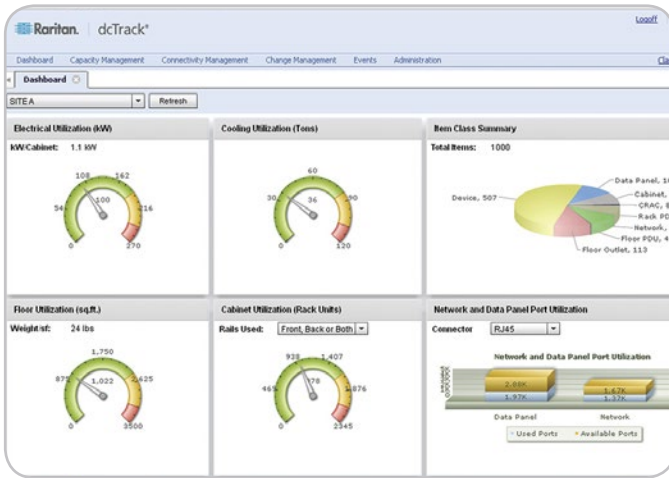 Raritan. dcTrack®
Logoff
Dashboard Capacity Management Connectivity Management Change Management Events Administration
Dashboard
SITE A Refresh
Electrical Utilization (kW)
kW/Cabinet: 1.1 kW
0
54
108
162
216
270
100
Cooling Utilization (Tons)
0
30
60
90
120
36
Item Class Summary
Total Items: 1000
Device, 507
Data Panel,
Cabinet,
CRAC,
Rack
Network,
Floor PDU,
Floor Outlet, 113
Floor Utilization (sq.ft.)
Weight/sf: 24 lbs
0
875
1,750
2,625
3500
1,022
Cabinet Utilization (Rack Units)
Rails Used: Front, Back or Both
0
938
1,407
2345
Network and Data Panel Port Utilization
Connector RJ45
Network and Data Panel Port Utilization
1.97K
1.67K
1.37K
Data Panel Network
Used Ports Available Ports